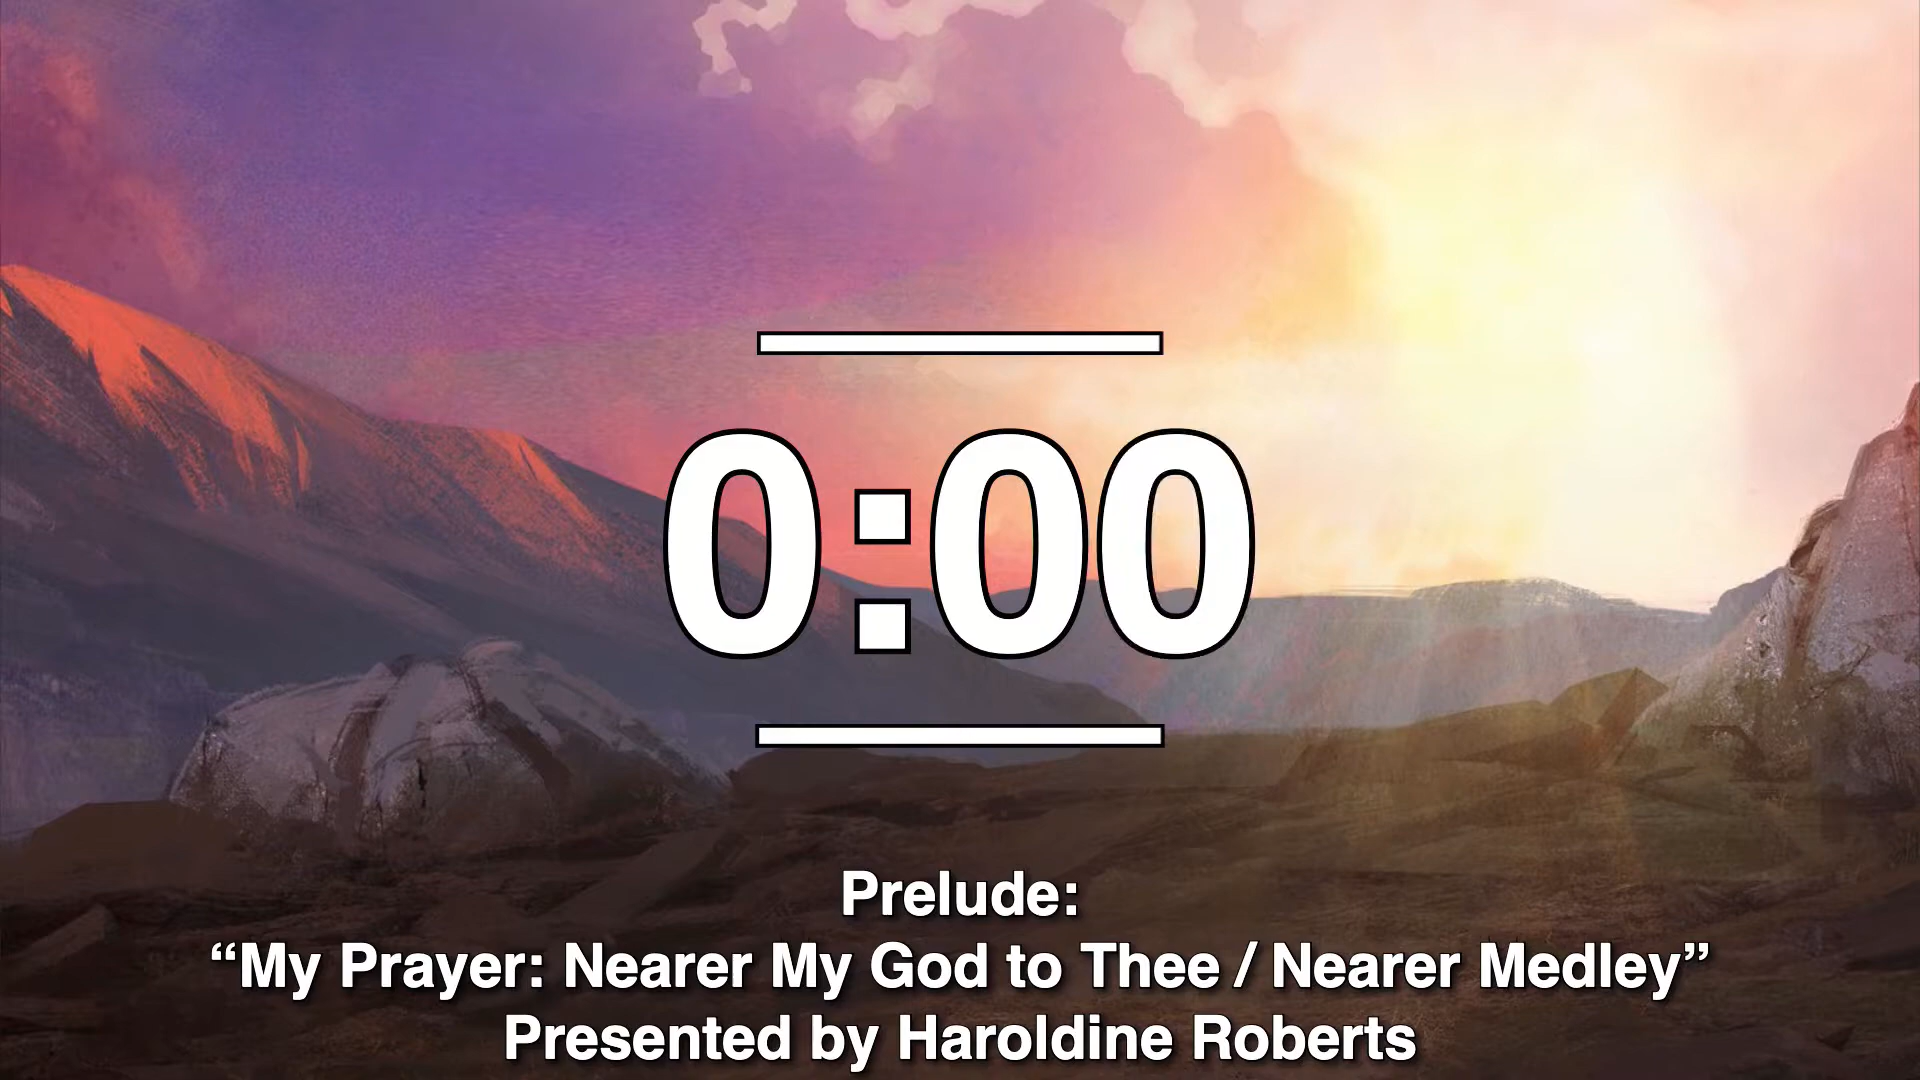 0:00
Prelude:
“My Prayer: Nearer My God to Thee / Nearer Medley”
Presented by Haroldine Roberts